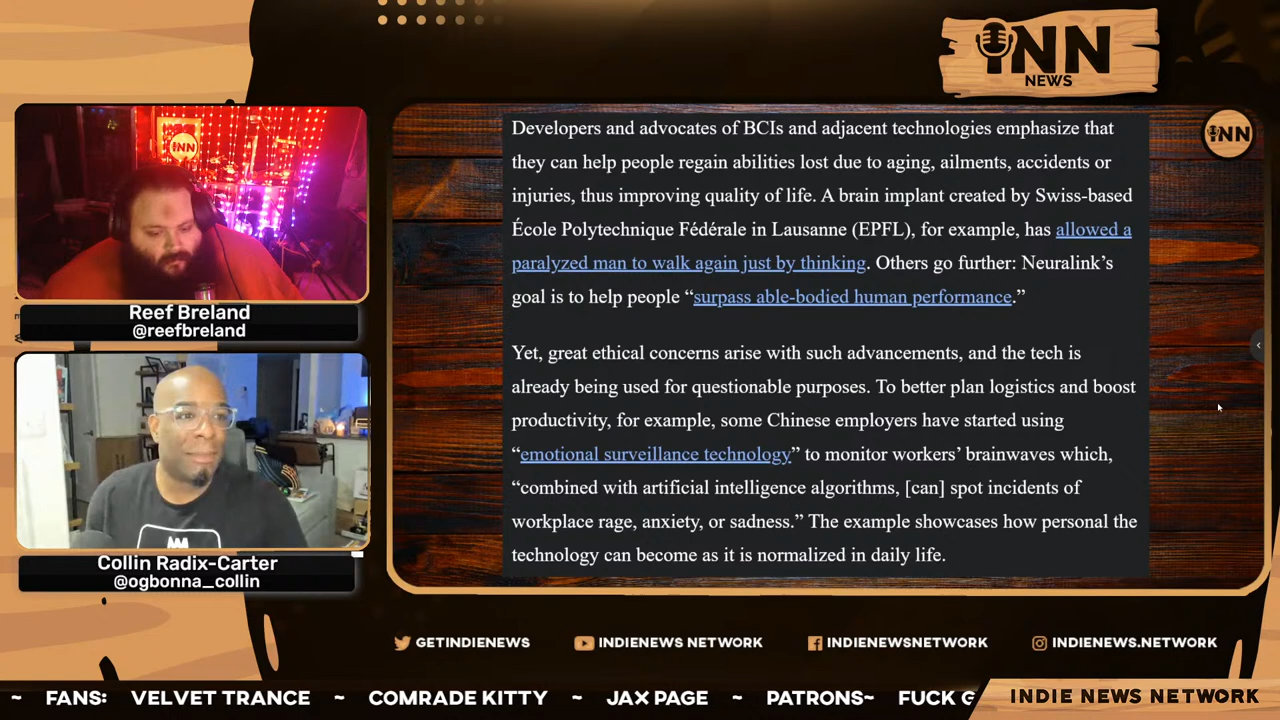 INN
NEWS
INN
INN
Developers and advocates of BCIs and adjacent technologies emphasize that
they can help people regain abilities lost due to aging, ailments, accidents or
injuries, thus improving quality of life. A brain implant created by Swiss-based
École Polytechnique Fédérale in Lausanne (EPFL), for example, has allowed a
paralyzed man to walk again just by thinking. Others go further: Neuralink’s
goal is to help people “surpass able-bodied human performance.”
Yet, great ethical concerns arise with such advancements, and the tech is
already being used for questionable purposes. To better plan logistics and boost
productivity, for example, some Chinese employers have started using
“emotional surveillance technology” to monitor workers’ brainwaves which,
“combined with artificial intelligence algorithms, [can] spot incidents of
workplace rage, anxiety, or sadness.” The example showcases how personal the
technology can become as it is normalized in daily life.
Reef Breland
@reefbreland
Collin Radix-Carter
@ogbonna_collin
GETINDIENEWS INDIENEWS NETWORK INDIENEWSNETWORK INDIENEWS.NETWORK
~ FANS: VELVET TRANCE ~ COMRADE KITTY ~ JAX PAGE ~ PATRONS~ FUCK G
INDIE NEWS NETWORK